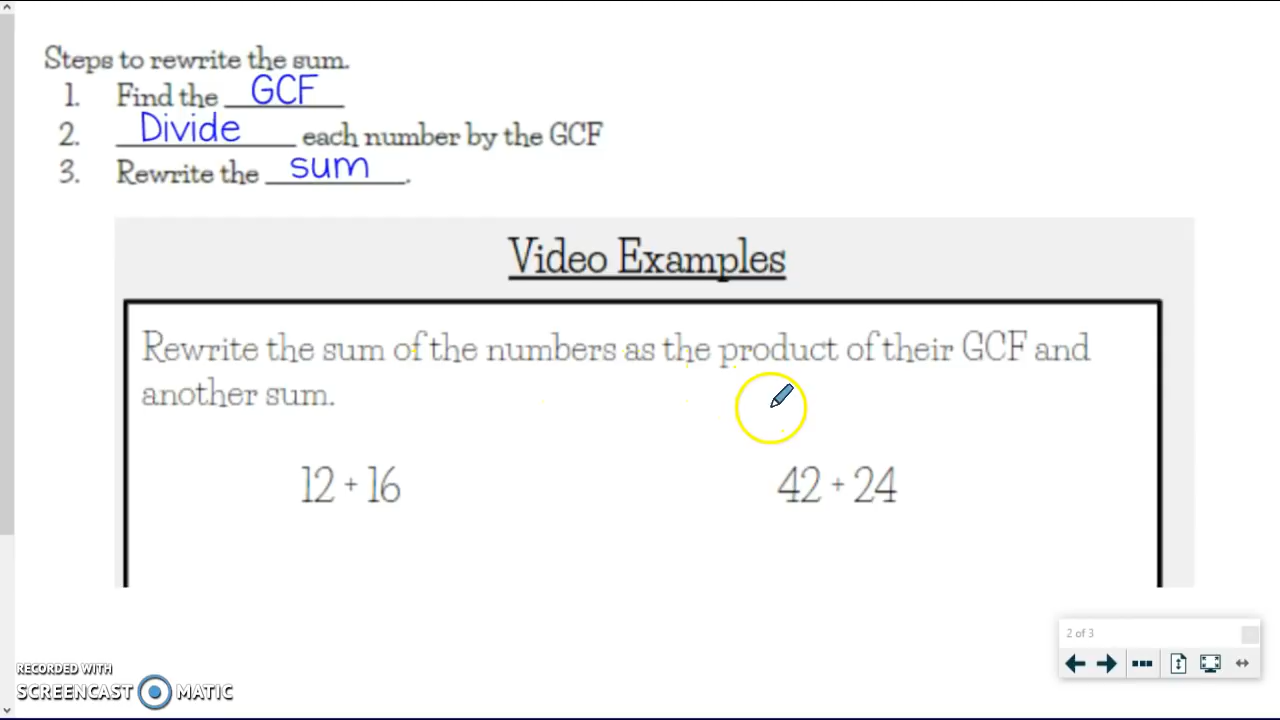 Steps to rewrite the sum.
1. Find the GCF
2. Divide each number by the GCF
3. Rewrite the sum.
Video Examples
Rewrite the sum of the numbers as the product of their GCF and
another sum.
12 + 16 42 + 24
2 of 3
RECORDED WITH
SCREENCAST MATIC